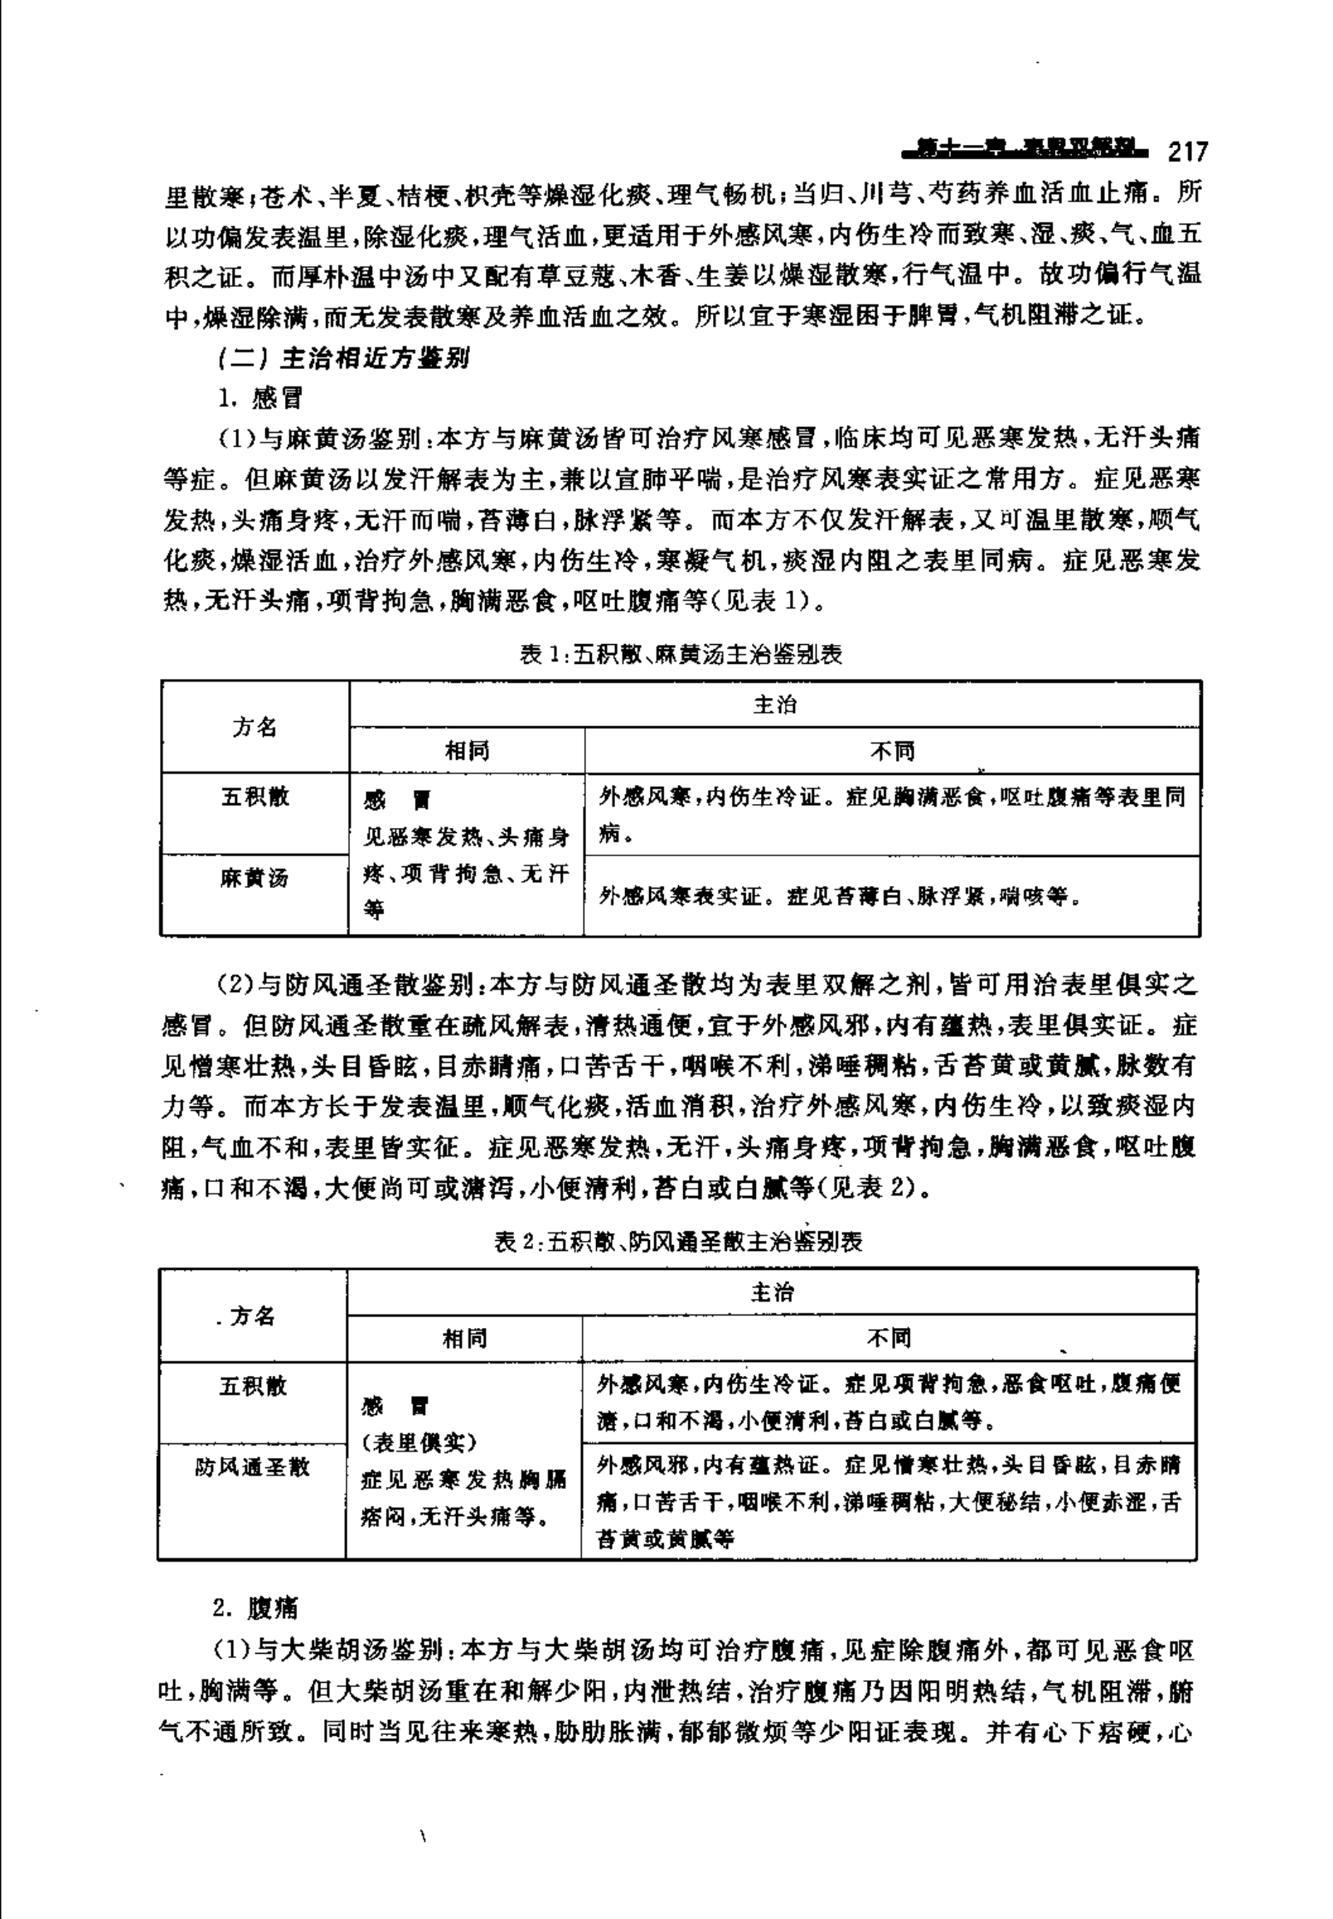 第十一章 表里双解剂 217
里散寒;苍术、半夏、桔梗、枳壳等燥湿化痰、理气畅机;当归、川芎、芍药养血活血止痛。所
以功偏发表温里,除湿化痰,理气活血,更适用于外感风寒,内伤生冷而致寒、湿、痰、气、血五
积之证。而厚朴温中汤中又配有草豆蔻、木香、生姜以燥湿散寒,行气温中。故功偏行气温
中,燥湿除满,而无发表散寒及养血活血之效。所以宜于寒湿困于脾胃,气机阻滞之证。
(二)主治相近方鉴别
1. 感冒
(1)与麻黄汤鉴别:本方与麻黄汤皆可治疗风寒感冒,临床均可见恶寒发热,无汗头痛
等症。但麻黄汤以发汗解表为主,兼以宣肺平喘,是治疗风寒表实证之常用方。症见恶寒
发热,头痛身疼,无汗而喘,苔薄白,脉浮紧等。而本方不仅发汗解表,又可温里散寒,顺气
化痰,燥湿活血,治疗外感风寒,内伤生冷,寒凝气机,痰湿内阻之表里同病。症见恶寒发
热,无汗头痛,项背拘急,胸满恶食,呕吐腹痛等(见表1)。
表1:五积散、麻黄汤主治鉴别表
方名
主治
相同
不同
五积散
感 冒
见恶寒发热、头痛身
疼、项背拘急、无汗
等
外感风寒,内伤生冷证。症见胸满恶食,呕吐腹痛等表里同
病。
麻黄汤
外感风寒表实证。症见苔薄白、脉浮紧,喘咳等。
(2)与防风通圣散鉴别:本方与防风通圣散均为表里双解之剂,皆可用治表里俱实之
感冒。但防风通圣散重在疏风解表,清热通便,宜于外感风邪,内有蕴热,表里俱实证。症
见憎寒壮热,头目昏眩,目赤睛痛,口苦舌干,咽喉不利,涕唾稠粘,舌苔黄或黄腻,脉数有
力等。而本方长于发表温里,顺气化痰,活血消积,治疗外感风寒,内伤生冷,以致痰湿内
阻,气血不和,表里皆实征。症见恶寒发热,无汗,头痛身疼,项背拘急,胸满恶食,呕吐腹
痛,口和不渴,大便尚可或溏泻,小便清利,苔白或白腻等(见表2)。
表2:五积散、防风通圣散主治鉴别表
方名
主治
相同
不同
五积散
感 冒
(表里俱实)
症见恶寒发热胸膈
痞闷,无汗头痛等。
外感风寒,内伤生冷证。症见项背拘急,恶食呕吐,腹痛便
溏,口和不渴,小便清利,苔白或白腻等。
防风通圣散
外感风邪,内有蕴热证。症见憎寒壮热,头目昏眩,目赤睛
痛,口苦舌干,咽喉不利,涕唾稠粘,大便秘结,小便赤涩,舌
苔黄或黄腻等
2. 腹痛
(1)与大柴胡汤鉴别:本方与大柴胡汤均可治疗腹痛,见症除腹痛外,都可见恶食呕
吐,胸满等。但大柴胡汤重在和解少阳,内泄热结,治疗腹痛乃因阳明热结,气机阻滞,腑
气不通所致。同时当见往来寒热,胁肋胀满,郁郁微烦等少阳证表现。并有心下痞硬,心